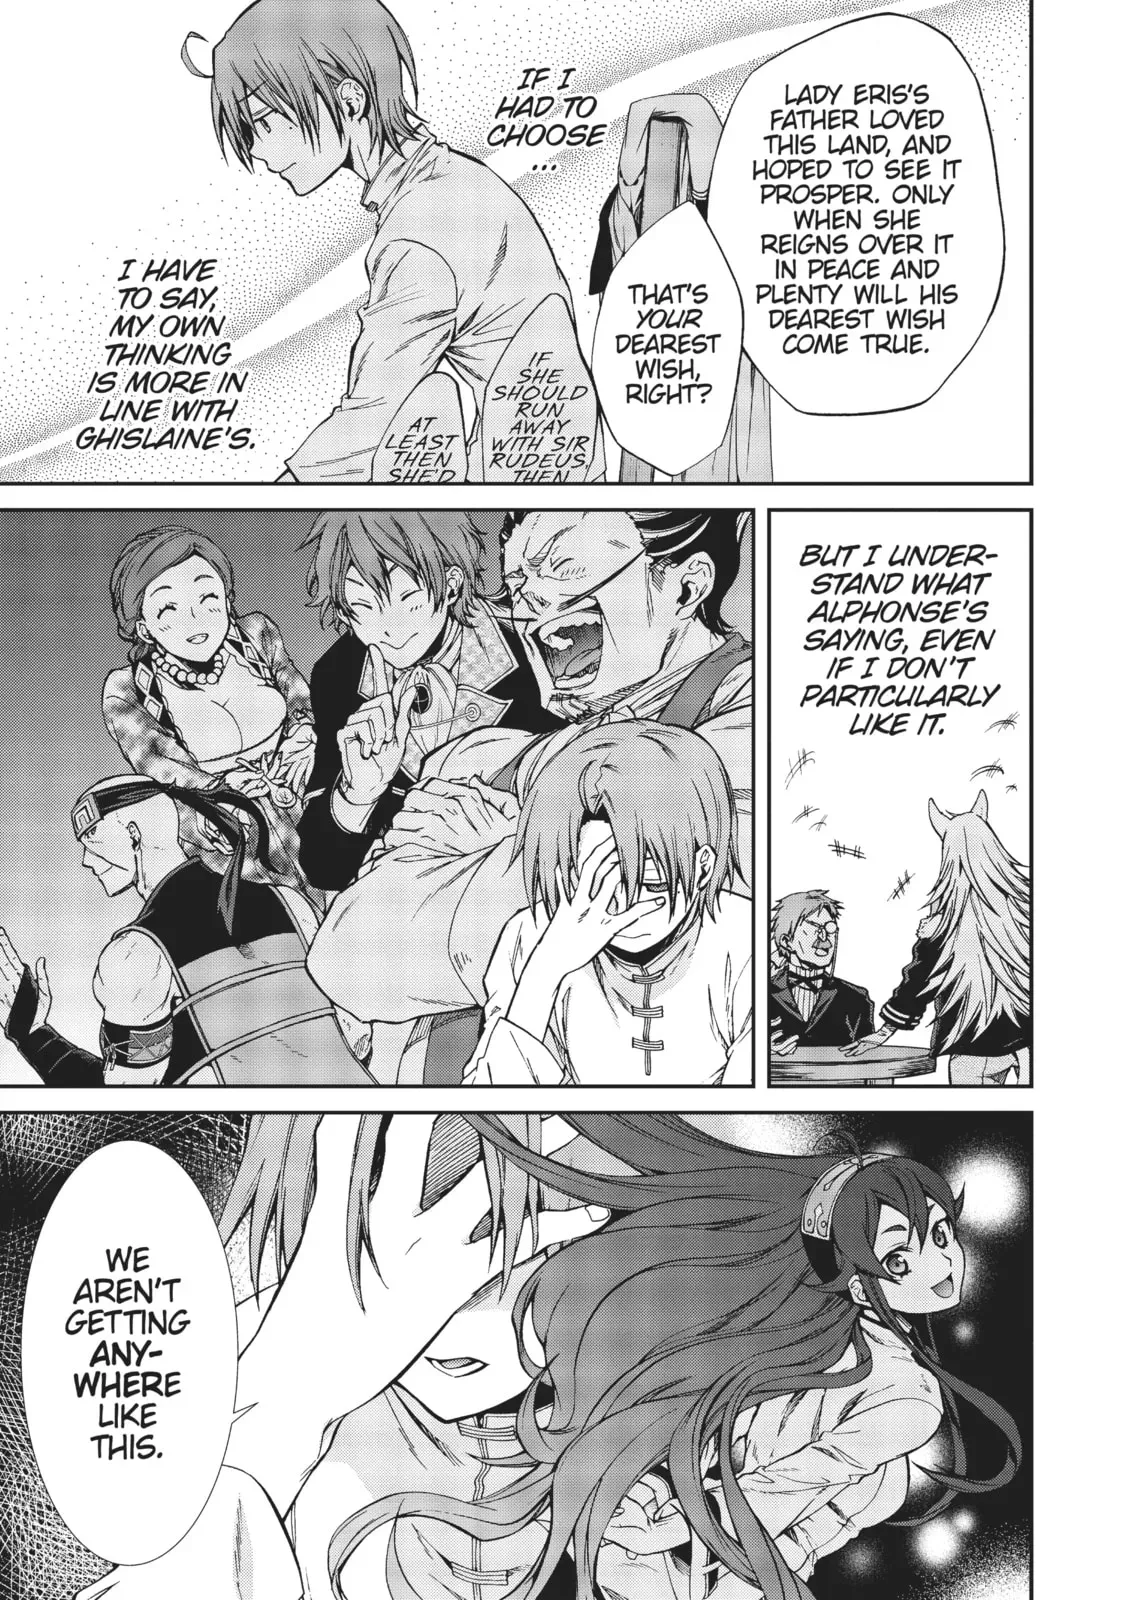 LADY ERIS'S
FATHER LOVED
THIS LAND, AND
HOPED TO SEE IT
PROSPER. ONLY
WHEN SHE
REIGNS OVER IT
IN PEACE AND
PLENTY WILL HIS
DEAREST WISH
COME TRUE.
THAT'S
YOUR
DEAREST
WISH,
RIGHT?
IF I
HAD TO
CHOOSE
...
IF
SHE
SHOULD
RUN
AWAY
WITH SIR
RUDEUS,
THEN
AT
LEAST
THEN
SHE'D
I HAVE
TO SAY,
MY OWN
THINKING
IS MORE IN
LINE WITH
GHISLAINE'S.
BUT I UNDER-
STAND WHAT
ALPHONSE'S
SAYING, EVEN
IF I DON'T
PARTICULARLY
LIKE IT.
WE
AREN'T
GETTING
ANY-
WHERE
LIKE
THIS.